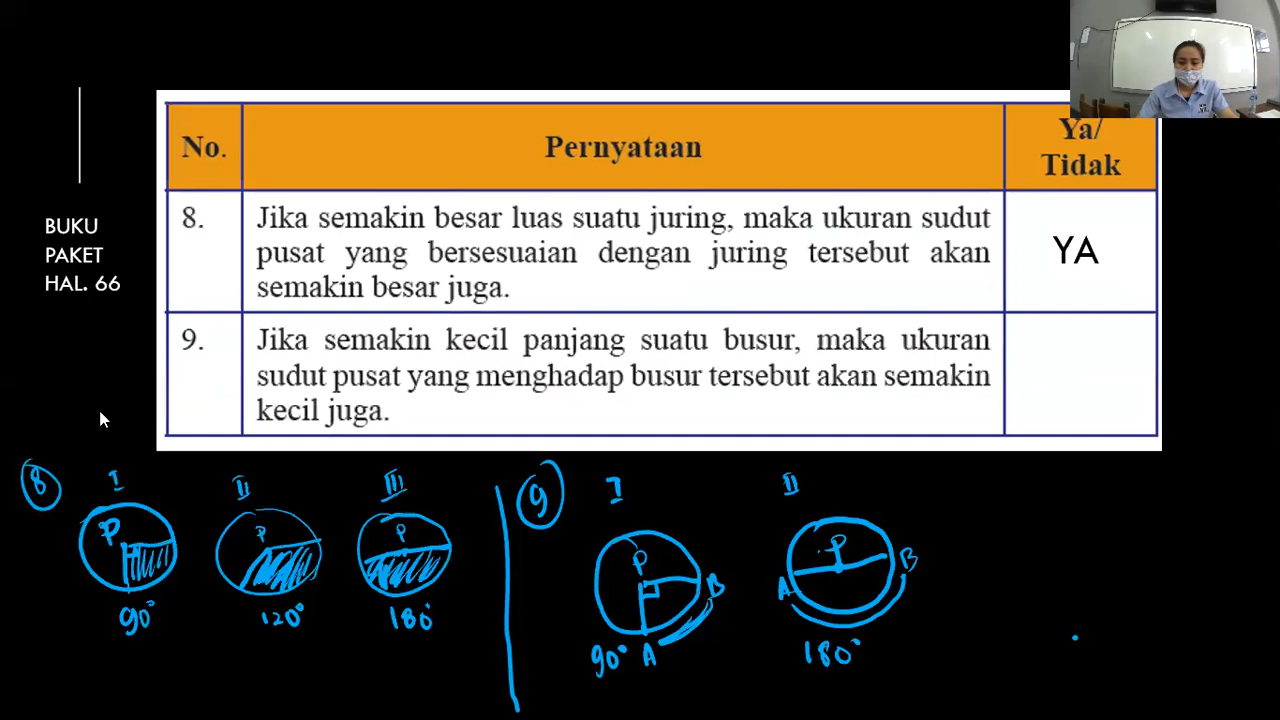 BUKU
PAKET
HAL. 66
No. Pernyataan Ya/
Tidak
8. Jika semakin besar luas suatu juring, maka ukuran sudut
pusat yang bersesuaian dengan juring tersebut akan
semakin besar juga.
YA
9. Jika semakin kecil panjang suatu busur, maka ukuran
sudut pusat yang menghadap busur tersebut akan semakin
kecil juga.
8 I II III
P P P
90° 120° 180°
9 I II
P B P A B
90° A 180°